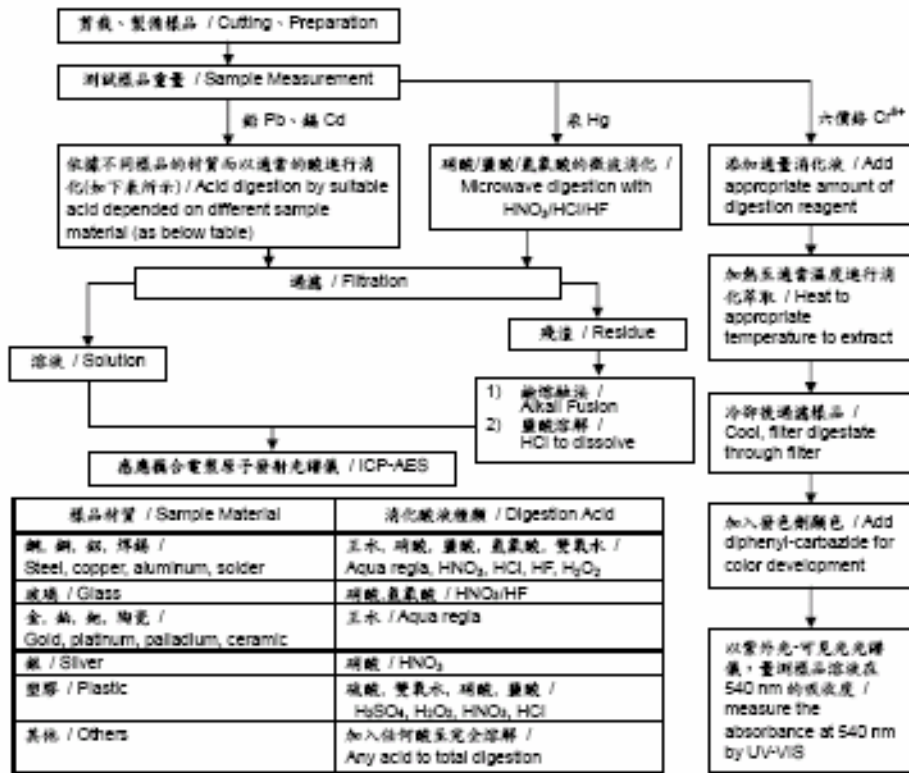 剪裁、製備樣品 / Cutting、Preparation
測試樣品重量 / Sample Measurement
鉛 Pb、鎘 Cd
汞 Hg
六價鉻 Cr6+
依據不同樣品的材質而以適當的酸進行消
化(如下表所示) / Acid digestion by suitable
acid depended on different sample
material (as below table)
硝酸/鹽酸/氫氟酸的微波消化 /
Microwave digestion with
HNO3/HCl/HF
添加適量消化液 / Add
appropriate amount of
digestion reagent
過濾 / Filtration
加熱至適當溫度進行消
化萃取 / Heat to
appropriate
temperature to extract
溶液 / Solution
殘渣 / Residue
1) 鹼熔融法 /
Alkali Fusion
2) 鹽酸溶解 /
HCl to dissolve
冷卻後過濾樣品 /
Cool, filter digestate
through filter
感應耦合電漿原子發射光譜儀 / ICP-AES
樣品材質 / Sample Material
消化酸液種類 / Digestion Acid
鋼, 銅, 鋁, 焊錫 /
Steel, copper, aluminum, solder
王水, 硝酸, 鹽酸, 氫氟酸, 雙氧水 /
Aqua regia, HNO3, HCl, HF, H2O2
玻璃 / Glass
硝酸,氫氟酸 / HNO3/HF
金, 鉑, 鈀, 陶瓷 /
Gold, platinum, palladium, ceramic
王水 / Aqua regia
銀 / Silver
硝酸 / HNO3
塑膠 / Plastic
硫酸, 雙氧水, 硝酸, 鹽酸 /
H2SO4, H2O2, HNO3, HCl
其他 / Others
加入任何酸至完全溶解 /
Any acid to total digestion
加入發色劑顯色 / Add
diphenyl-carbazide for
color development
以紫外光-可見光光譜
儀，量測樣品溶液在
540 nm 的吸收度 /
measure the
absorbance at 540 nm
by UV-VIS